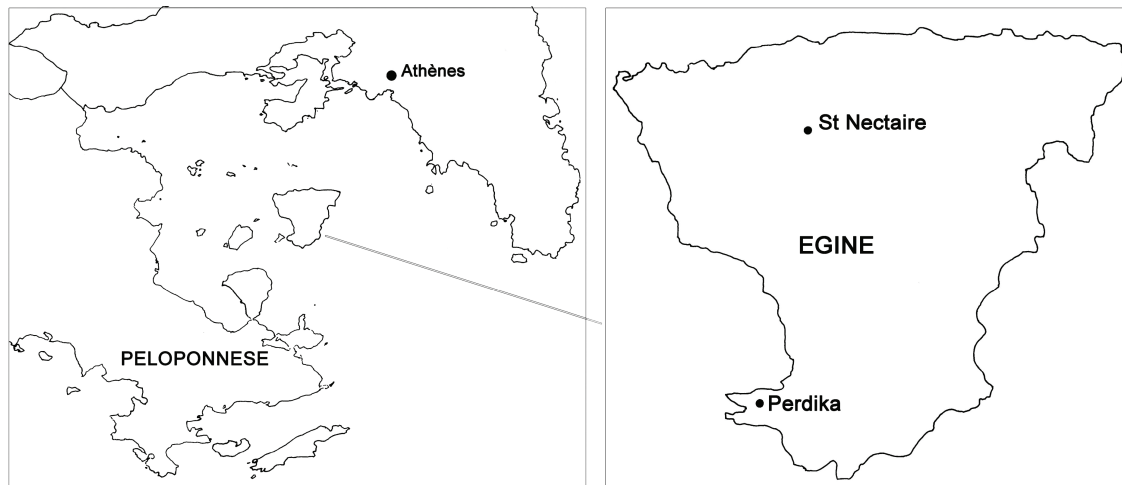 Athènes
PELOPONNESE
St Nectaire
EGINE
Perdika